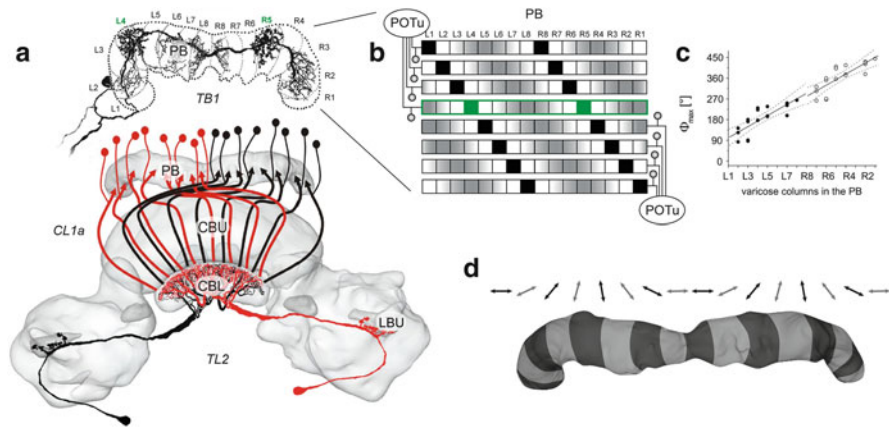 a
L4
L5
L6
L7
L8
R8
R7
R6
R5
R4
L3
PB
R3
L2
R2
L1
TB1
R1
PB
CL1a
CBU
CBL
LBU
TL2
b
POTu
PB
L1 L2 L3 L4 L5 L6 L7 L8 R8 R7 R6 R5 R4 R3 R2 R1
POTu
c
Φmax [°]
450
360
270
180
90
0
L1 L3 L5 L7 R8 R6 R4 R2
varicose columns in the PB
d